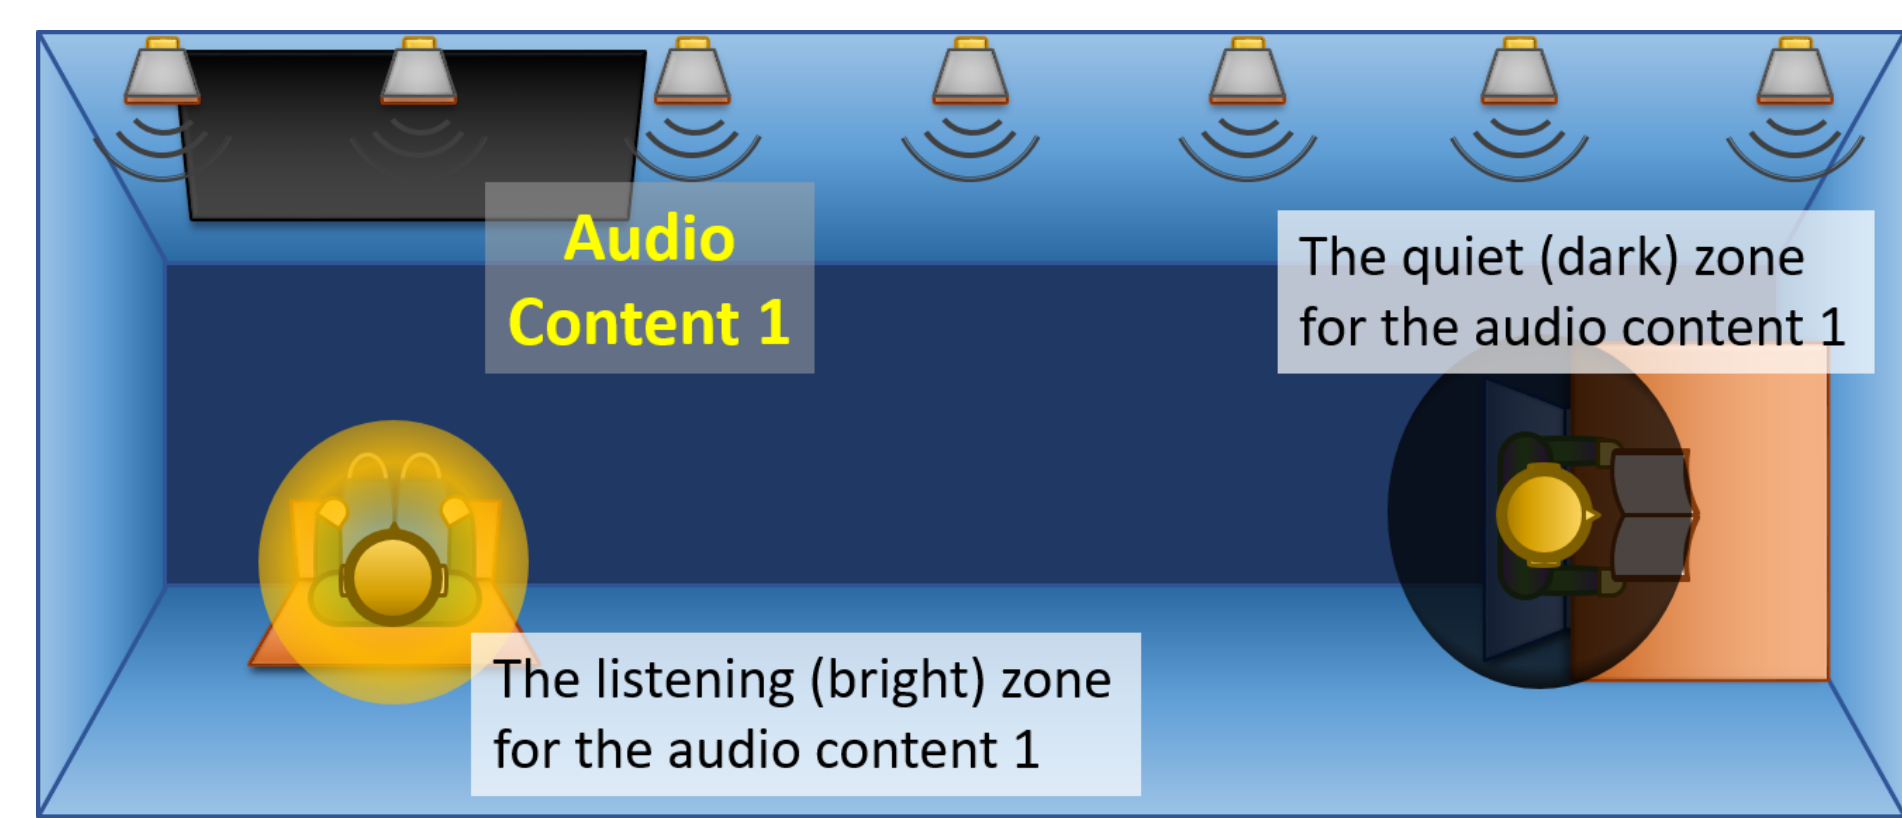 Audio
Content 1
The quiet (dark) zone
for the audio content 1
The listening (bright) zone
for the audio content 1